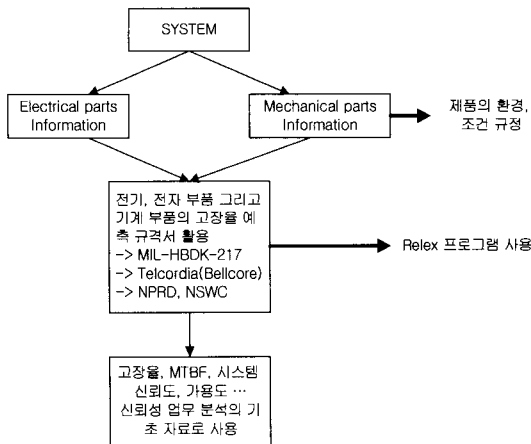 SYSTEM
Electrical parts
Information
Mechanical parts
Information
제품의 환경,
조건 규정
전기, 전자 부품 그리고
기계 부품의 고장율 예
측 규격서 활용
-> MIL-HBDK-217
-> Telcordia(Bellcore)
-> NPRD, NSWC
Relex 프로그램 사용
고장율, MTBF, 시스템
신뢰도, 가용도 …
신뢰성 업무 분석의 기
초 자료로 사용